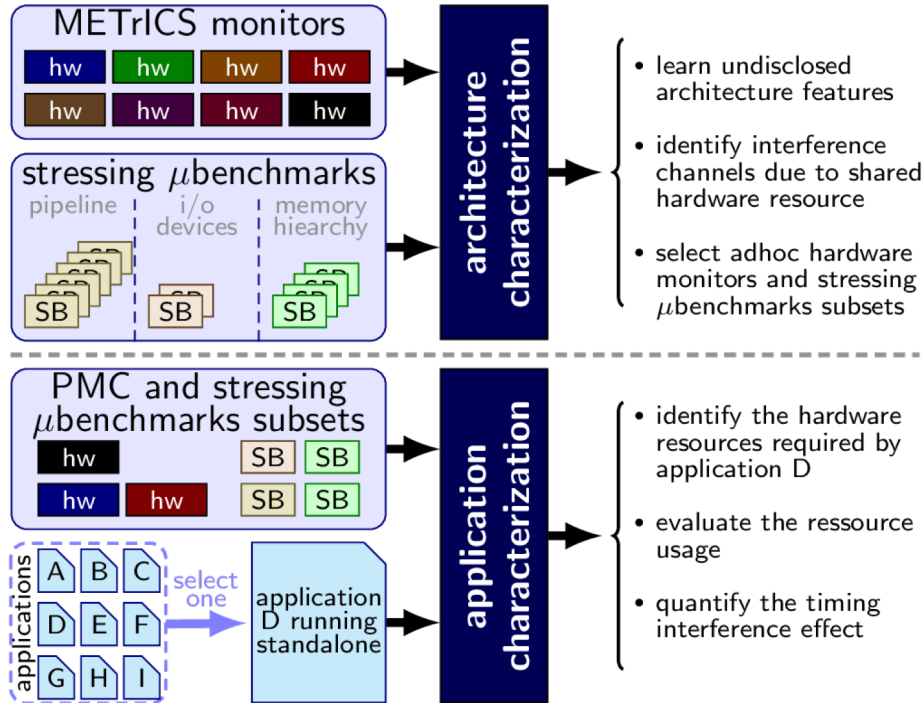 METrICS monitors
hw hw hw hw
hw hw hw hw
stressing μbenchmarks
pipeline
i/o
devices
memory
hiearchy
SB
SB
SB
architecture
characterization
• learn undisclosed
architecture features
• identify interference
channels due to shared
hardware resource
• select adhoc hardware
monitors and stressing
μbenchmarks subsets
PMC and stressing
μbenchmarks subsets
hw
hw hw
SB SB
SB SB
applications
A B C
D E F
G H I
select
one
application
D running
standalone
application
characterization
• identify the hardware
resources required by
application D
• evaluate the ressource
usage
• quantify the timing
interference effect